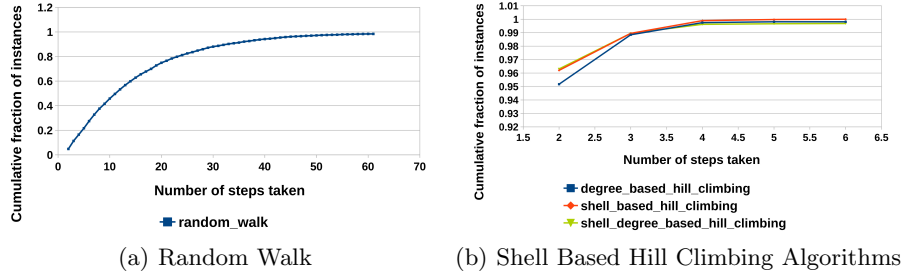 Cumulative fraction of instances
1.2
1
0.8
0.6
0.4
0.2
0
0 10 20 30 40 50 60 70
Number of steps taken
random_walk
(a) Random Walk
Cumulative fraction of instances
1.01
1
0.99
0.98
0.97
0.96
0.95
0.94
0.93
0.92
1.5 2 2.5 3 3.5 4 4.5 5 5.5 6 6.5
Number of steps taken
degree_based_hill_climbing
shell_based_hill_climbing
shell_degree_based_hill_climbing
(b) Shell Based Hill Climbing Algorithms